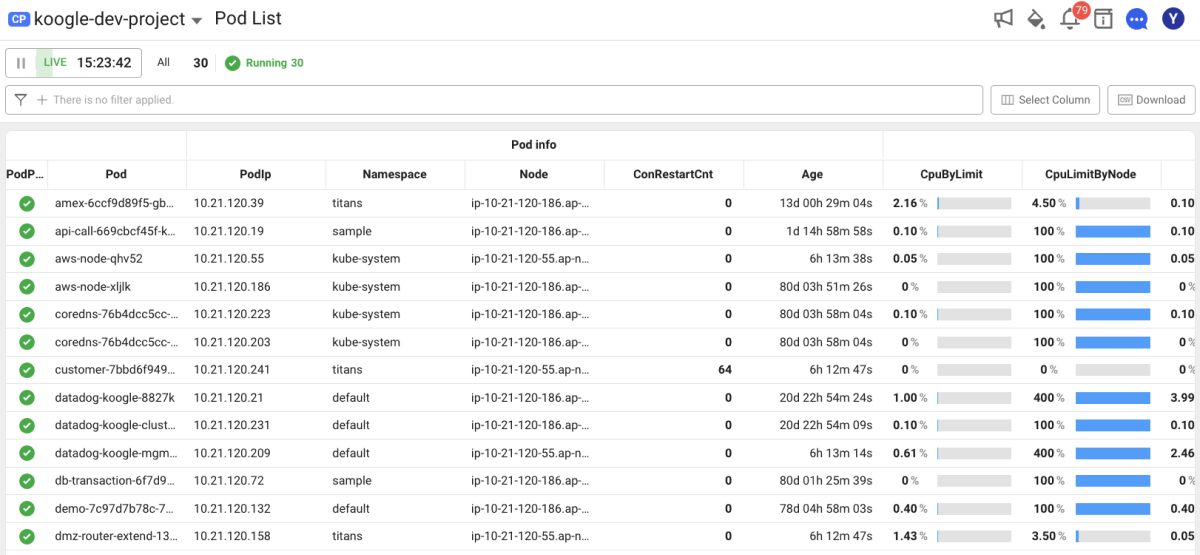 CP koogle-dev-project Pod List 79 Y
LIVE 15:23:42 All 30 Running 30
There is no filter applied. Select Column CSV Download
Pod info
PodP... Pod PodIp Namespace Node ConRestartCnt Age CpuByLimit CpuLimitByNode
amex-6ccf9d89f5-gb... 10.21.120.39 titans ip-10-21-120-186.ap-... 0 13d 00h 29m 04s 2.16 % 4.50 % 0.10
api-call-669cbcf45f-k... 10.21.120.19 sample ip-10-21-120-186.ap-... 0 1d 14h 58m 58s 0.10 % 100 % 0.10
aws-node-qhv52 10.21.120.55 kube-system ip-10-21-120-55.ap-n... 0 6h 13m 38s 0.05 % 100 % 0.05
aws-node-xljlk 10.21.120.186 kube-system ip-10-21-120-186.ap-... 0 80d 03h 51m 26s 0 % 100 % 0 %
coredns-76b4dcc5cc-... 10.21.120.223 kube-system ip-10-21-120-186.ap-... 0 80d 03h 58m 04s 0.10 % 100 % 0.10
coredns-76b4dcc5cc-... 10.21.120.203 kube-system ip-10-21-120-186.ap-... 0 80d 03h 58m 04s 0 % 100 % 0 %
customer-7bbd6f949... 10.21.120.241 titans ip-10-21-120-55.ap-n... 64 6h 12m 47s 0 % 0 % 0 %
datadog-koogle-8827k 10.21.120.21 default ip-10-21-120-186.ap-... 0 20d 22h 54m 24s 1.00 % 400 % 3.99
datadog-koogle-clust... 10.21.120.231 default ip-10-21-120-186.ap-... 0 20d 22h 54m 09s 0.10 % 100 % 0.10
datadog-koogle-mgm... 10.21.120.209 default ip-10-21-120-55.ap-n... 0 6h 13m 14s 0.61 % 400 % 2.46
db-transaction-6f7d9... 10.21.120.72 sample ip-10-21-120-186.ap-... 0 80d 01h 25m 39s 0 % 100 % 0 %
demo-7c97d7b78c-7... 10.21.120.132 default ip-10-21-120-186.ap-... 0 78d 04h 58m 03s 0.40 % 100 % 0.40
dmz-router-extend-13... 10.21.120.158 titans ip-10-21-120-55.ap-n... 0 6h 12m 47s 1.43 % 3.50 % 0.05